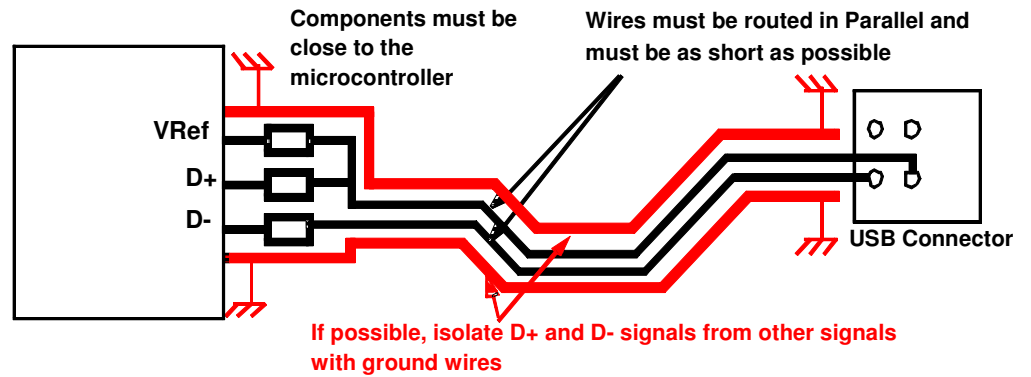 Components must be
close to the
microcontroller
Wires must be routed in Parallel and
must be as short as possible
VRef
D+
D-
USB Connector
If possible, isolate D+ and D- signals from other signals
with ground wires